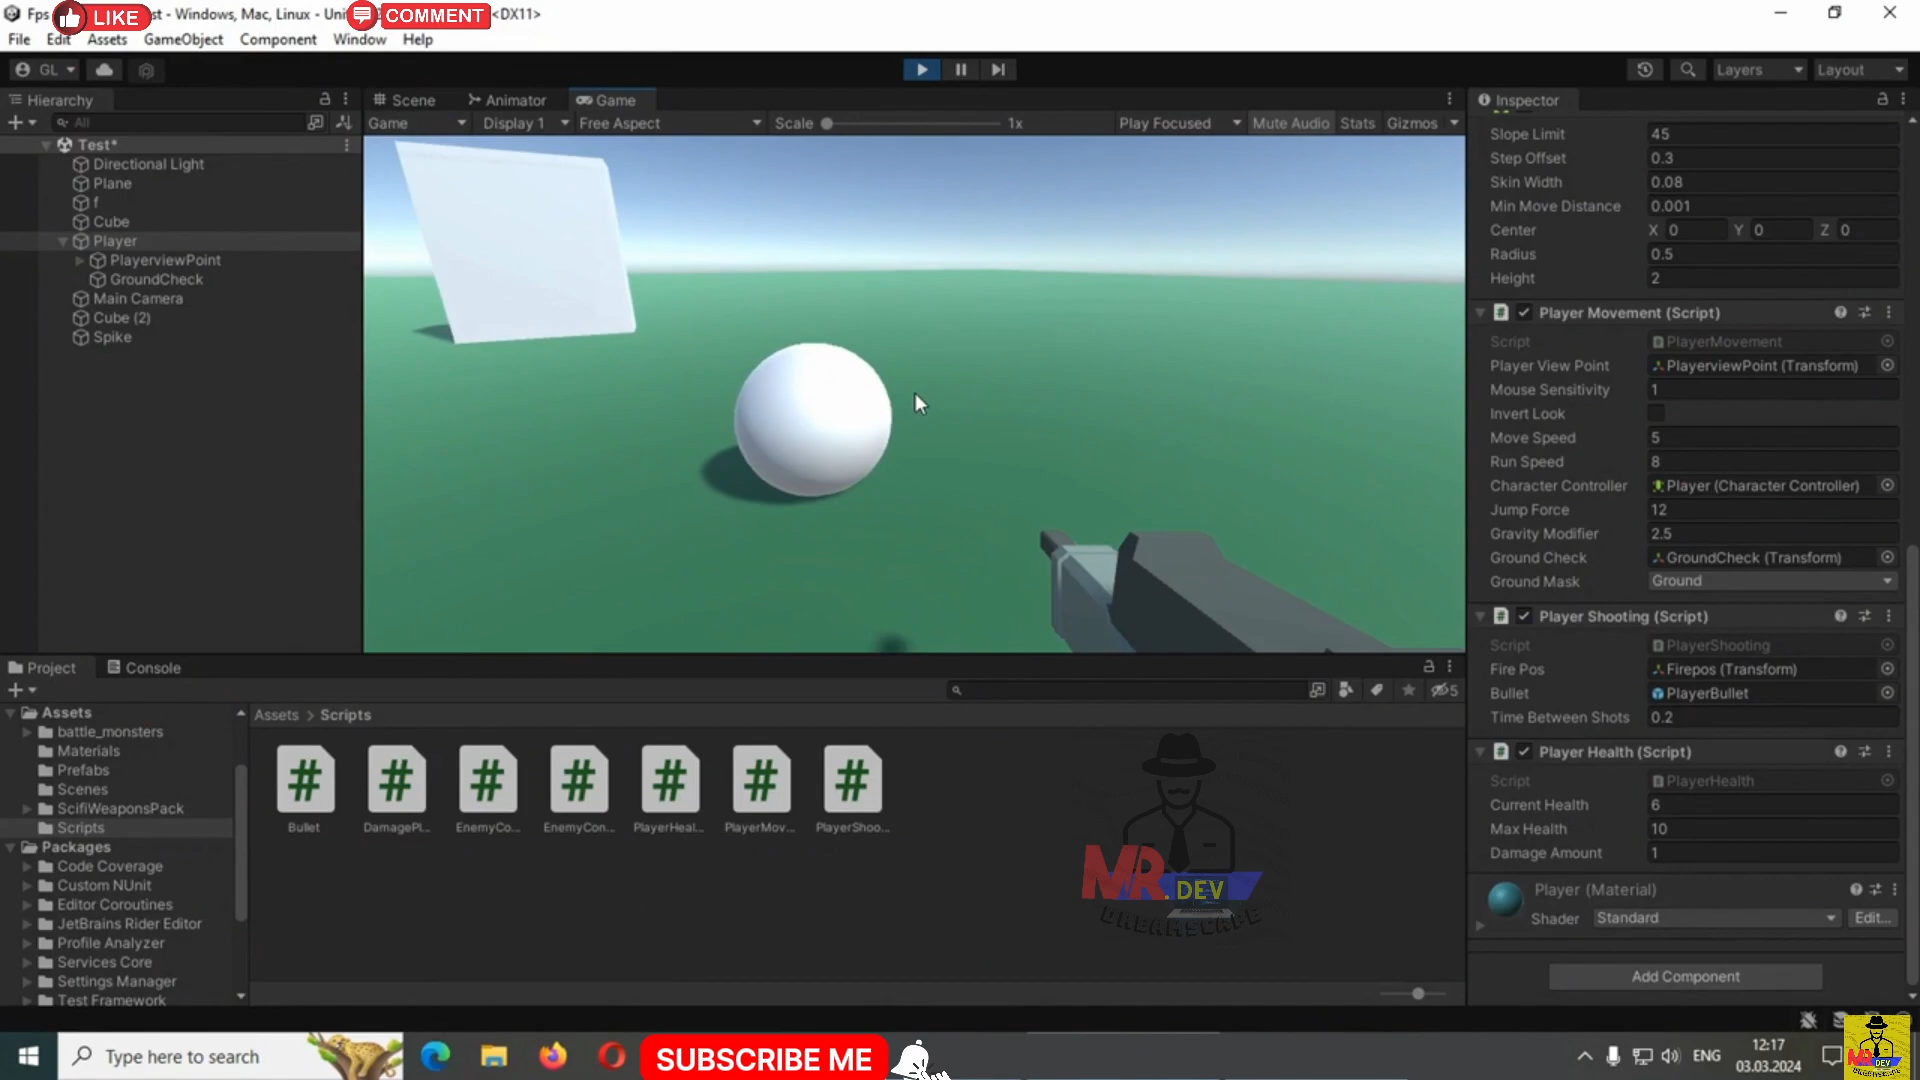 Fps
st - Windows, Mac, Linux - Uni
<DX11>
LIKE
COMMENT
File Edit Assets GameObject Component Window Help
GL
Layers
Layout
Hierarchy
All
Test*
Directional Light
Plane
f
Cube
Player
PlayerviewPoint
GroundCheck
Main Camera
Cube (2)
Spike
Scene
Animator
Game
Game
Display 1
Free Aspect
Scale
1x
Play Focused
Mute Audio
Stats
Gizmos
Inspector
Slope Limit 45
Step Offset 0.3
Skin Width 0.08
Min Move Distance 0.001
Center X 0 Y 0 Z 0
Radius 0.5
Height 2
Player Movement (Script)
Script PlayerMovement
Player View Point PlayerviewPoint (Transform)
Mouse Sensitivity 1
Invert Look
Move Speed 5
Run Speed 8
Character Controller Player (Character Controller)
Jump Force 12
Gravity Modifier 2.5
Ground Check GroundCheck (Transform)
Ground Mask Ground
Player Shooting (Script)
Script PlayerShooting
Fire Pos Firepos (Transform)
Bullet PlayerBullet
Time Between Shots 0.2
Player Health (Script)
Script PlayerHealth
Current Health 6
Max Health 10
Damage Amount 1
Player (Material)
Shader Standard Edit...
Add Component
Project
Console
5
Assets
battle_monsters
Materials
Prefabs
Scenes
ScifiWeaponsPack
Scripts
Packages
Code Coverage
Custom NUnit
Editor Coroutines
JetBrains Rider Editor
Profile Analyzer
Services Core
Settings Manager
Test Framework
Assets > Scripts
Bullet
DamagePl...
EnemyCo...
EnemyCon...
PlayerHeal...
PlayerMov...
PlayerShoo...
MR.DEV
DREAMSCAPE
Type here to search
SUBSCRIBE ME
ENG
12:17
03.03.2024
MR.
DEV